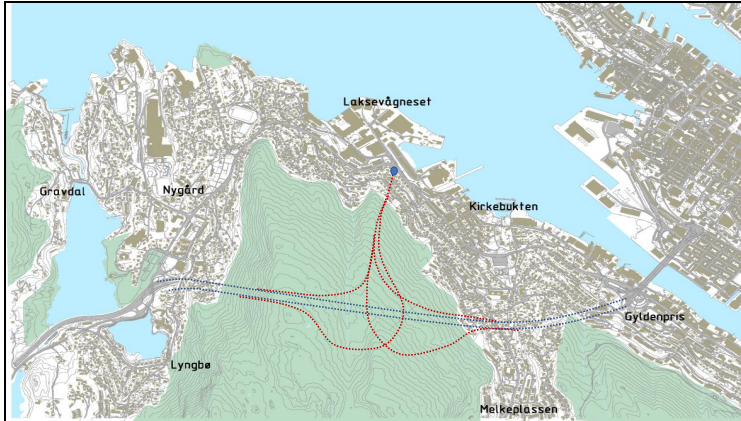 Laksevågneset
Gravdal
Nygård
Kirkebukten
Gyldenpris
Lyngbø
Melkeplassen